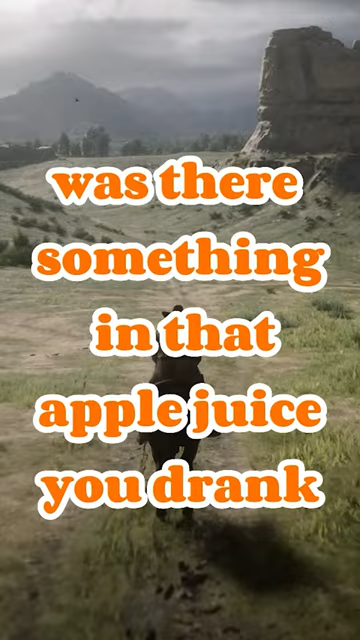 was there
something
in that
apple juice
you drank